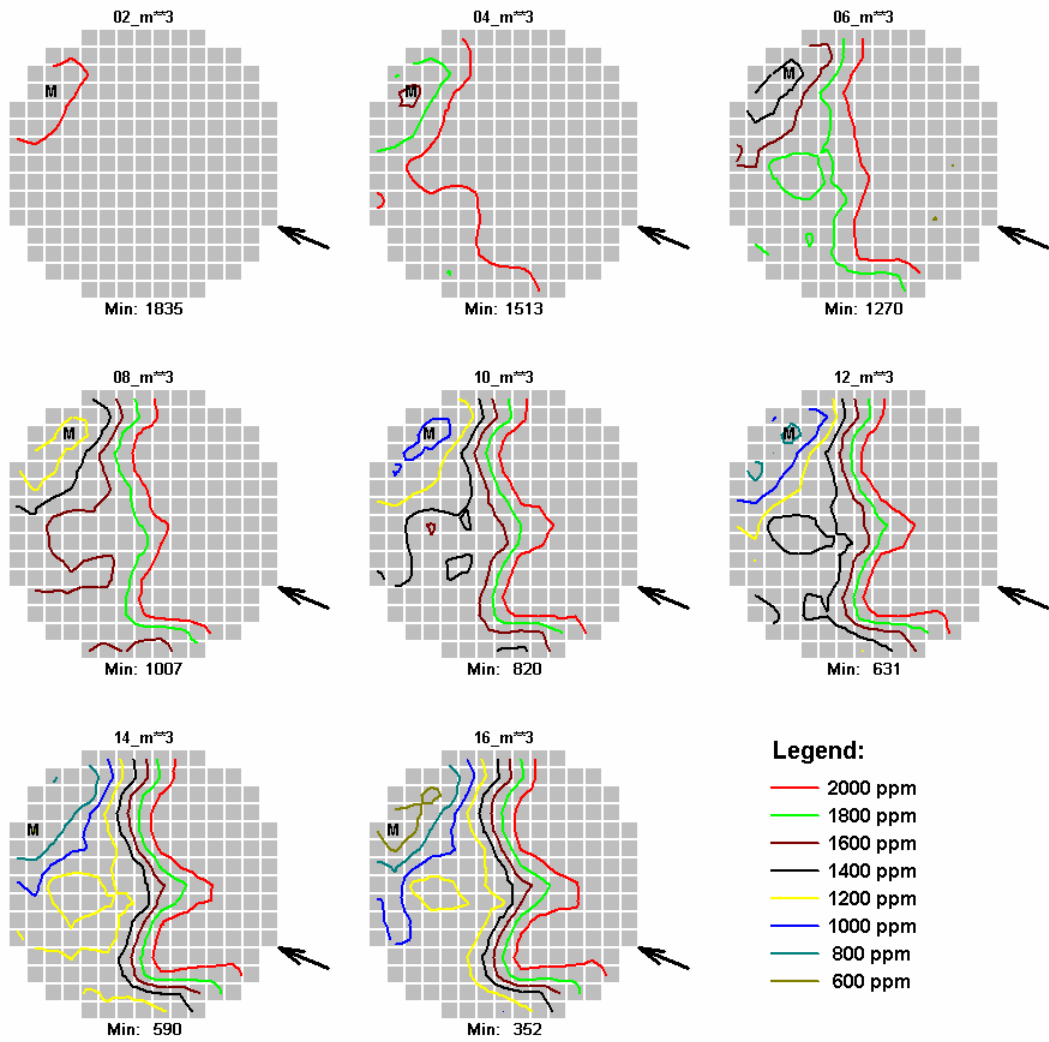 02_m**3
04_m**3
06_m**3
M
M
M
Min: 1835
Min: 1513
Min: 1270
08_m**3
10_m**3
12_m**3
M
M
M
Min: 1007
Min: 820
Min: 631
14_m**3
16_m**3
M
M
Min: 590
Min: 352
Legend:
2000 ppm
1800 ppm
1600 ppm
1400 ppm
1200 ppm
1000 ppm
800 ppm
600 ppm